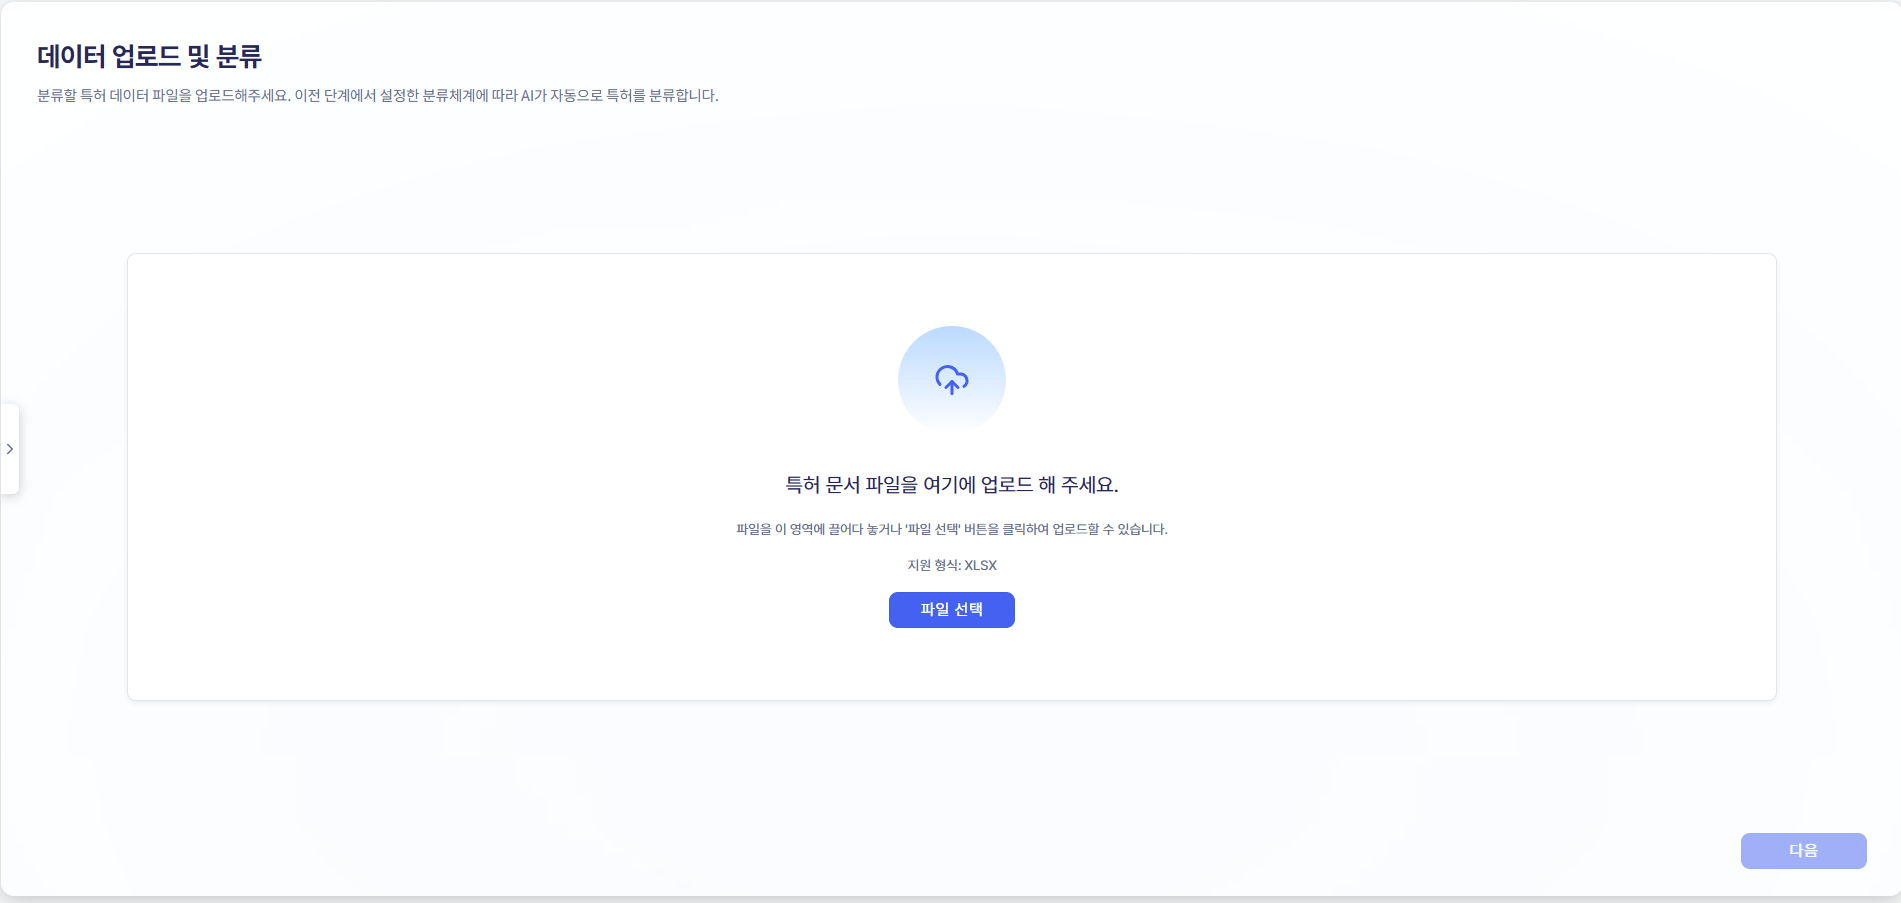 데이터 업로드 및 분류
분류할 특허 데이터 파일을 업로드해주세요. 이전 단계에서 설정한 분류체계에 따라 AI가 자동으로 특허를 분류합니다.
특허 문서 파일을 여기에 업로드 해 주세요.
파일을 이 영역에 끌어다 놓거나 '파일 선택' 버튼을 클릭하여 업로드할 수 있습니다.
지원 형식: XLSX
파일 선택
다음